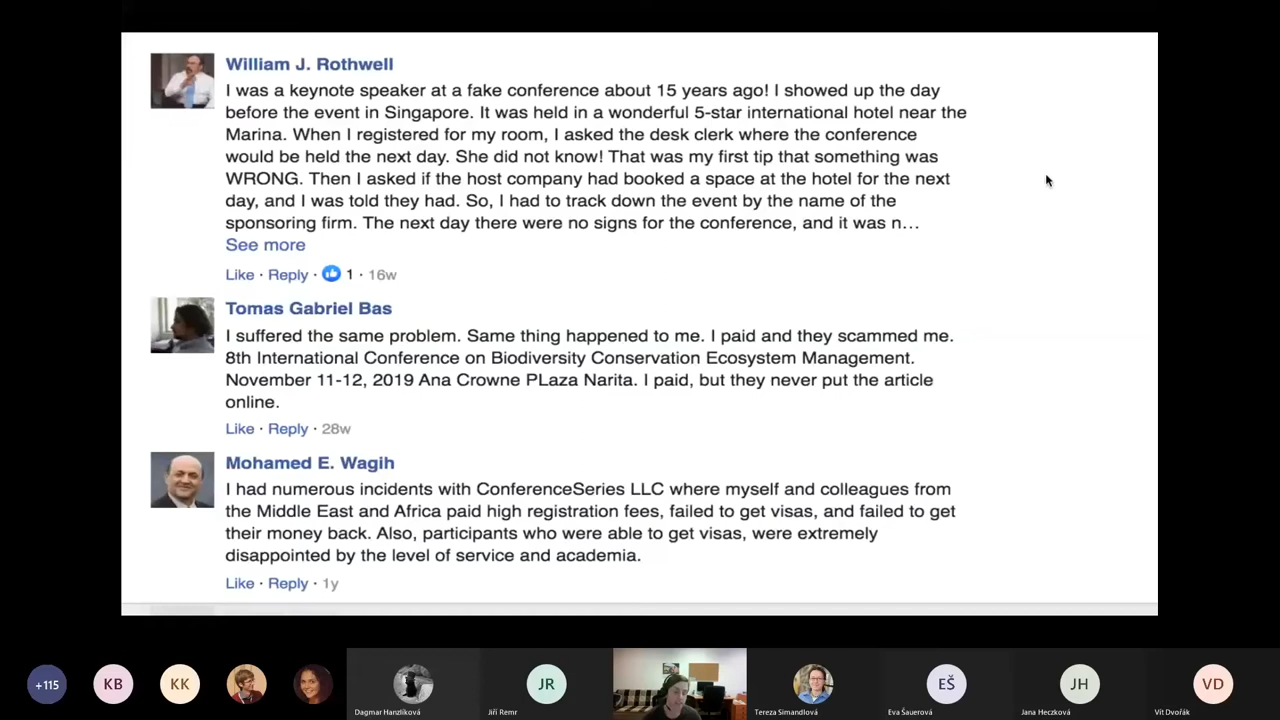 William J. Rothwell
I was a keynote speaker at a fake conference about 15 years ago! I showed up the day
before the event in Singapore. It was held in a wonderful 5-star international hotel near the
Marina. When I registered for my room, I asked the desk clerk where the conference
would be held the next day. She did not know! That was my first tip that something was
WRONG. Then I asked if the host company had booked a space at the hotel for the next
day, and I was told they had. So, I had to track down the event by the name of the
sponsoring firm. The next day there were no signs for the conference, and it was n...
See more
Like · Reply · 1 · 16w
Tomas Gabriel Bas
I suffered the same problem. Same thing happened to me. I paid and they scammed me.
8th International Conference on Biodiversity Conservation Ecosystem Management.
November 11-12, 2019 Ana Crowne PLaza Narita. I paid, but they never put the article
online.
Like · Reply · 28w
Mohamed E. Wagih
I had numerous incidents with ConferenceSeries LLC where myself and colleagues from
the Middle East and Africa paid high registration fees, failed to get visas, and failed to get
their money back. Also, participants who were able to get visas, were extremely
disappointed by the level of service and academia.
Like · Reply · 1y
+115 KB KK JR EŠ JH VD
Dagmar Hanzlíková Jiří Remr Tereza Simandlová Eva Šauerová Jana Heczková Vít Dvořák